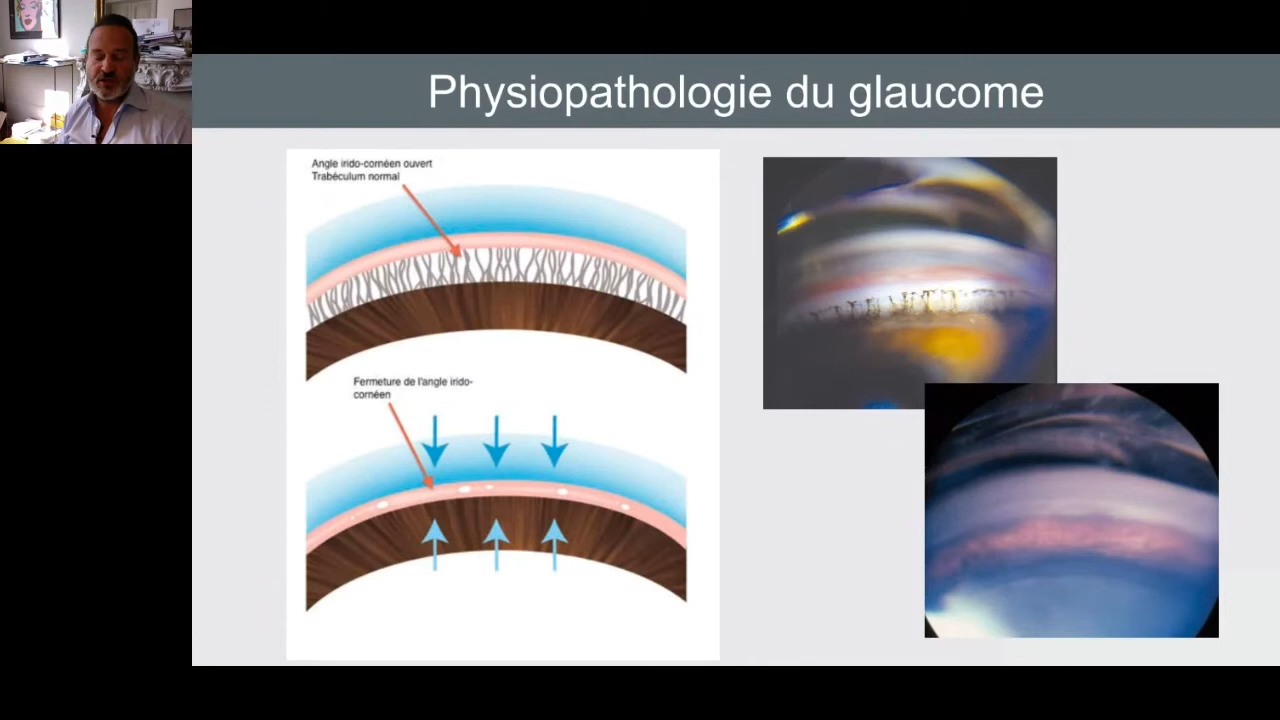 Physiopathologie du glaucome
Angle irido-cornéen ouvert
Trabéculum normal
Fermeture de l'angle irido-
cornéen